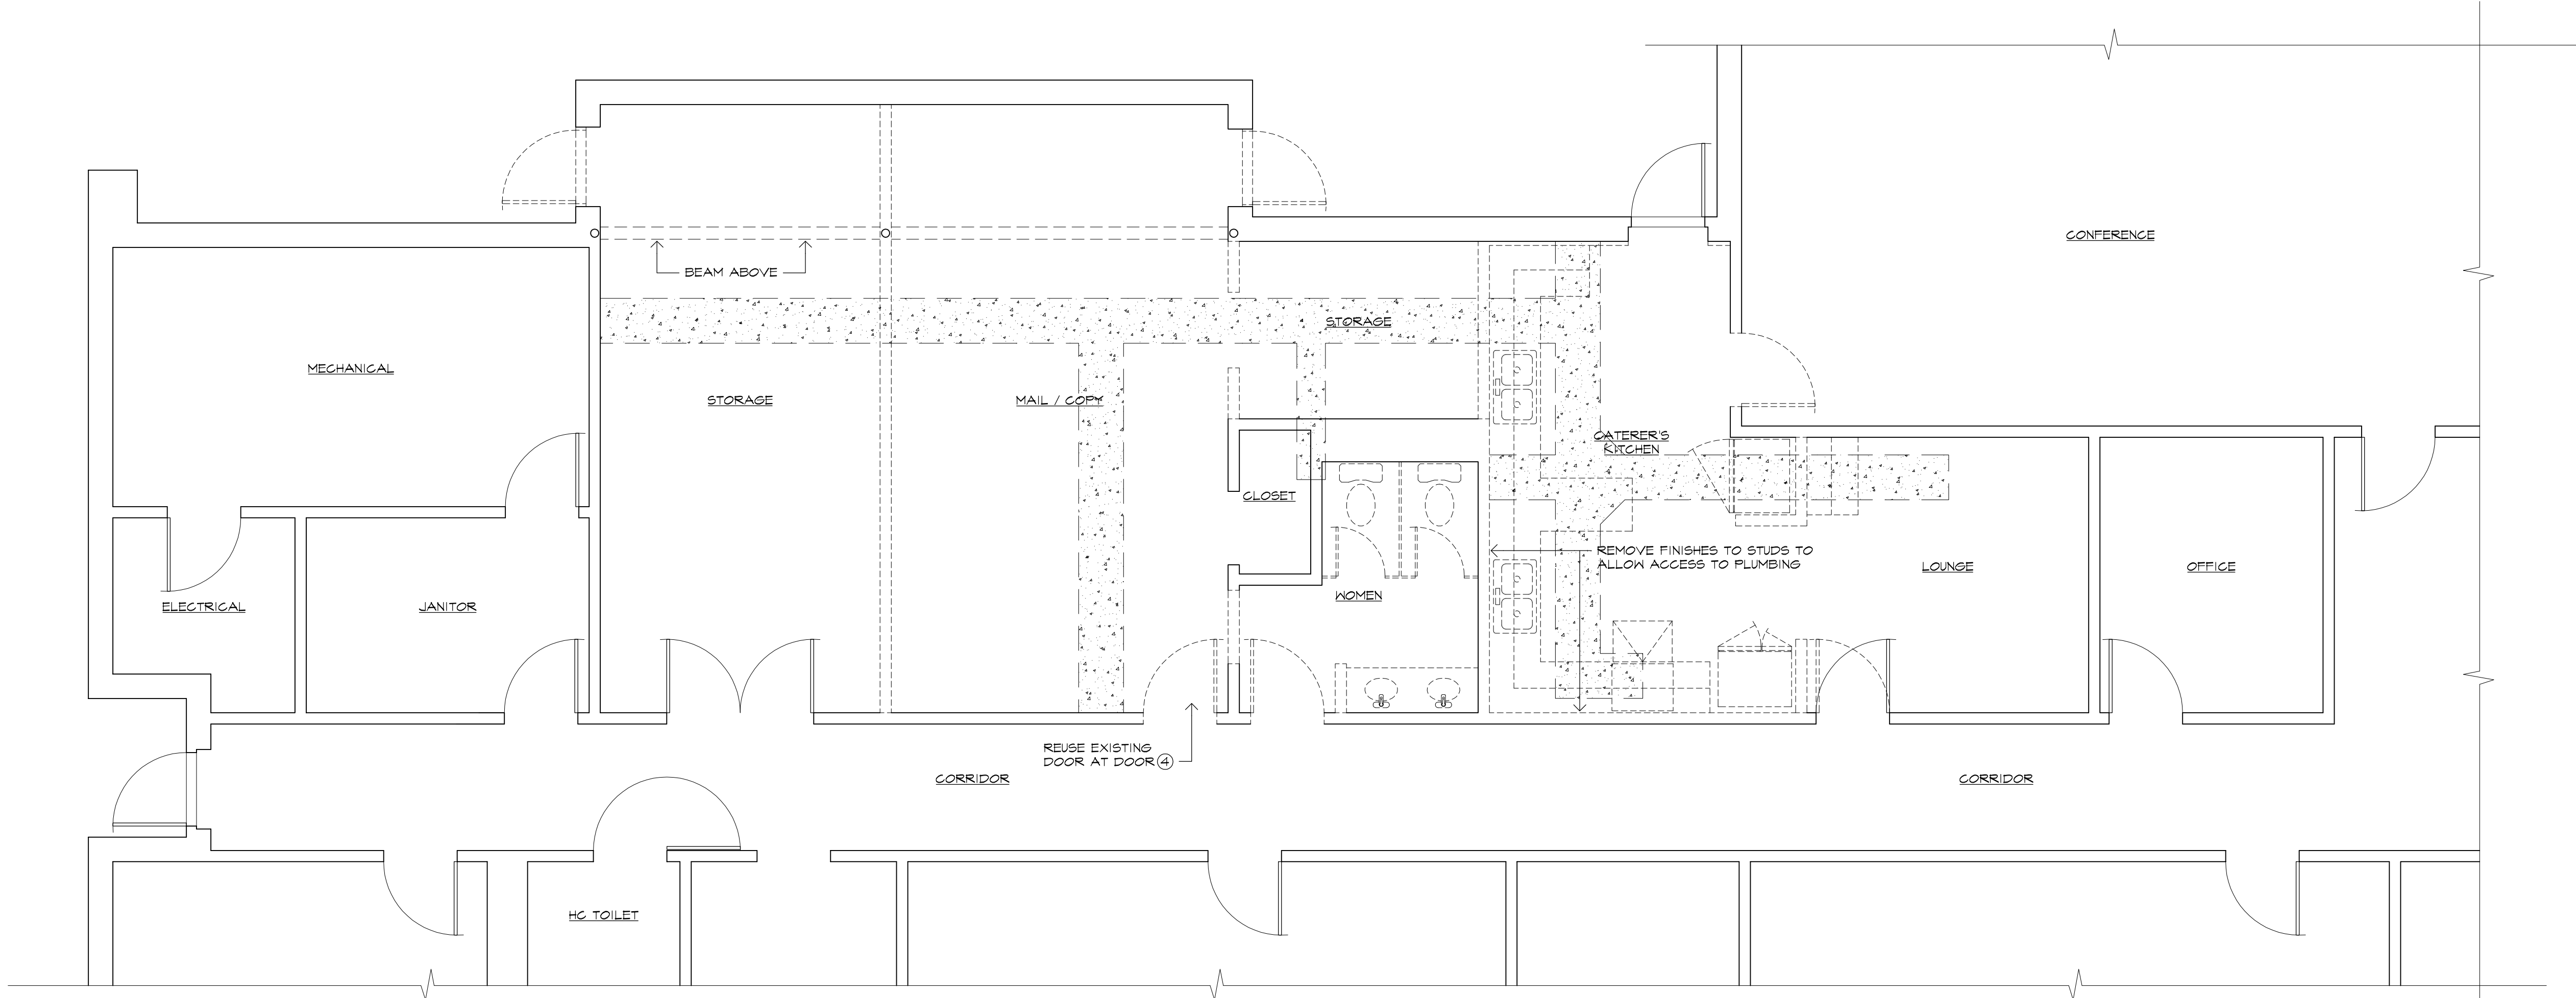 CONFERENCE
BEAM ABOVE
STORAGE
MECHANICAL
STORAGE
MAIL / COPY
CATERER'S
KITCHEN
CLOSET
REMOVE FINISHES TO STUDS TO
ALLOW ACCESS TO PLUMBING
LOUNGE
OFFICE
WOMEN
ELECTRICAL
JANITOR
REUSE EXISTING
DOOR AT DOOR 4
CORRIDOR
CORRIDOR
HC TOILET